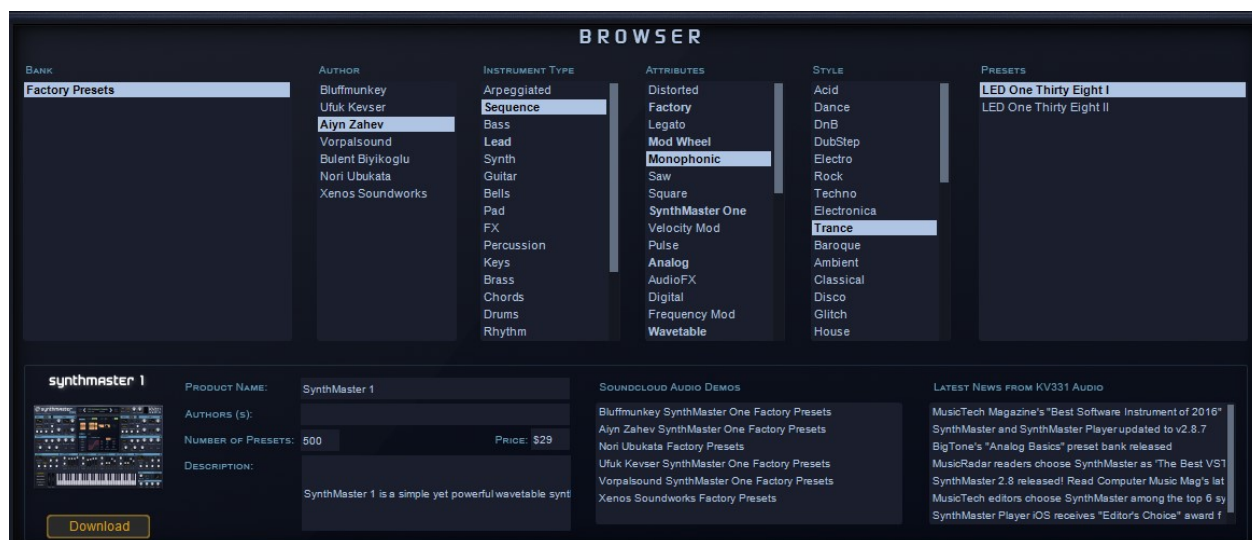 BROWSER
BANK
Factory Presets
AUTHOR
Bluffmunkey
Ufuk Kevser
Aiyn Zahev
Vorpalsound
Bulent Biyikoglu
Nori Ubukata
Xenos Soundworks
INSTRUMENT TYPE
Arpeggiated
Sequence
Bass
Lead
Synth
Guitar
Bells
Pad
FX
Percussion
Keys
Brass
Chords
Drums
Rhythm
ATTRIBUTES
Distorted
Factory
Legato
Mod Wheel
Monophonic
Saw
Square
SynthMaster One
Velocity Mod
Pulse
Analog
AudioFX
Digital
Frequency Mod
Wavetable
STYLE
Acid
Dance
DnB
DubStep
Electro
Rock
Techno
Electronica
Trance
Baroque
Ambient
Classical
Disco
Glitch
House
PRESETS
LED One Thirty Eight I
LED One Thirty Eight II
synthmaster 1
Download
PRODUCT NAME: SynthMaster 1
AUTHORS (S):
NUMBER OF PRESETS: 500 PRICE: $29
DESCRIPTION:
SynthMaster 1 is a simple yet powerful wavetable synt
SOUNDCLOUD AUDIO DEMOS
Bluffmunkey SynthMaster One Factory Presets
Aiyn Zahev SynthMaster One Factory Presets
Nori Ubukata Factory Presets
Ufuk Kevser SynthMaster One Factory Presets
Vorpalsound SynthMaster One Factory Presets
Xenos Soundworks Factory Presets
LATEST NEWS FROM KV331 AUDIO
MusicTech Magazine's "Best Software Instrument of 2016"
SynthMaster and SynthMaster Player updated to v2.8.7
BigTone's "Analog Basics" preset bank released
MusicRadar readers choose SynthMaster as 'The Best VST
SynthMaster 2.8 released! Read Computer Music Mag's lat
MusicTech editors choose SynthMaster among the top 6 sy
SynthMaster Player iOS receives "Editor's Choice" award f